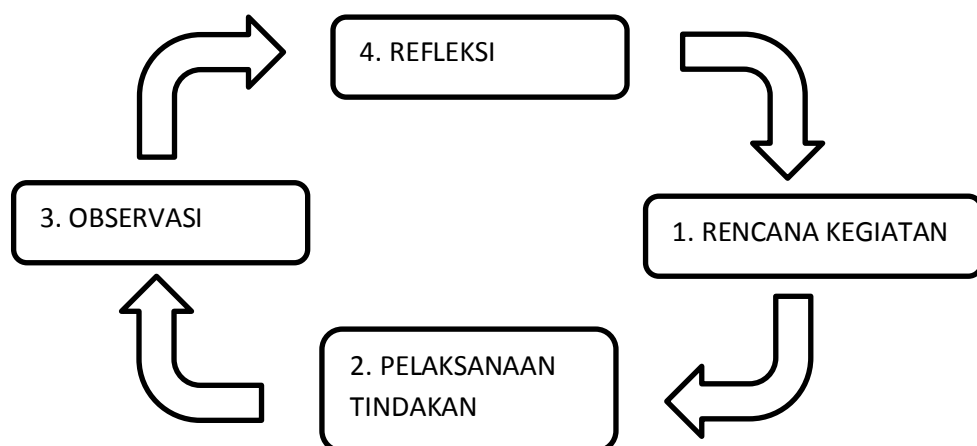 4. REFLEKSI
3. OBSERVASI
1. RENCANA KEGIATAN
2. PELAKSANAAN
TINDAKAN